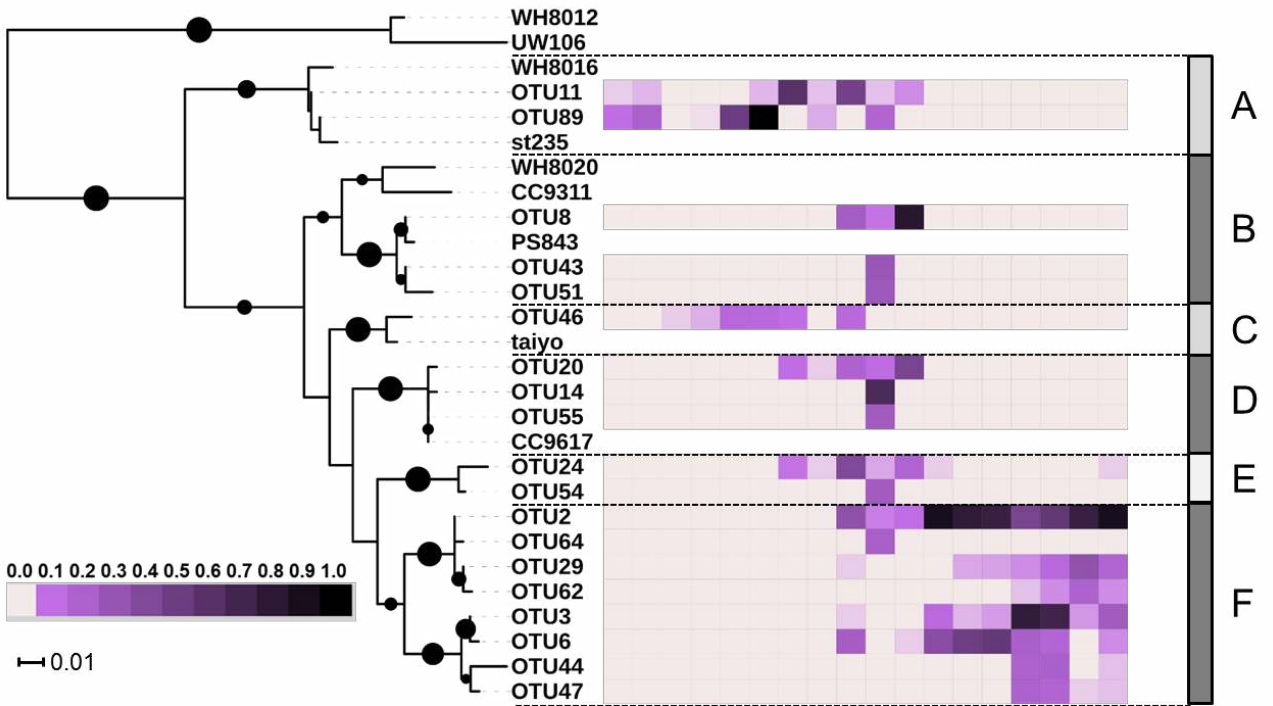 WH8012
UW106
WH8016
OTU11
OTU89
st235
A
WH8020
CC9311
OTU8
PS843
OTU43
OTU51
B
OTU46
taiyo
C
OTU20
OTU14
OTU55
CC9617
D
OTU24
OTU54
E
OTU2
OTU64
OTU29
OTU62
OTU3
OTU6
OTU44
OTU47
F
0.0 0.1 0.2 0.3 0.4 0.5 0.6 0.7 0.8 0.9 1.0
0.01